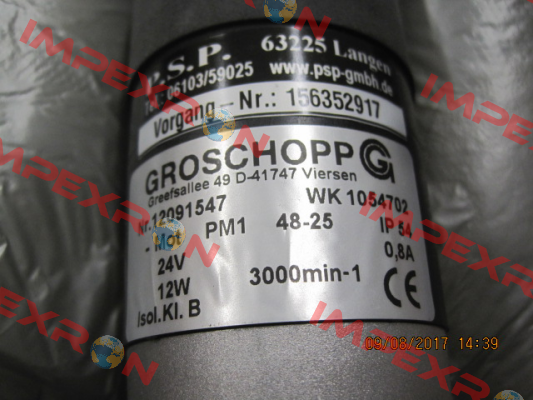 P.S.P. 63225 Langen
Tel.: 06103/59025 www.psp-gmbh.de
Vorgang - Nr.: 156352917
GROSCHOPP G
Greefsallee 49 D-41747 Viersen
Nr.12091547 WK 1054702
- Mot PM1 48-25 IP 54
24V 0,8A
12W 3000min-1 CE
Isol.Kl. B
09/08/2017 14:39
IMPEXRON
IMPEXRON
IMPEXRON
IMPEXRON
IMPEXRON